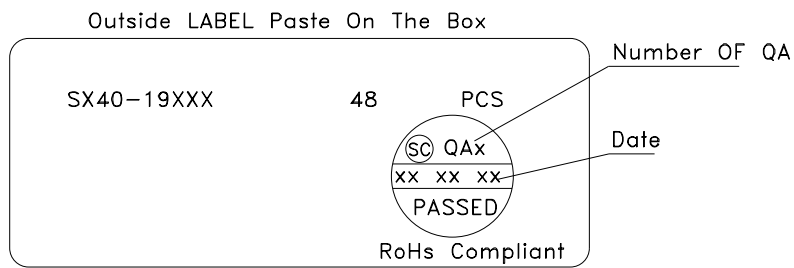 Outside LABEL Paste On The Box
Number OF QA
SX40-19XXX 48 PCS
SC QAx
Date
xx xx xx
PASSED
RoHs Compliant